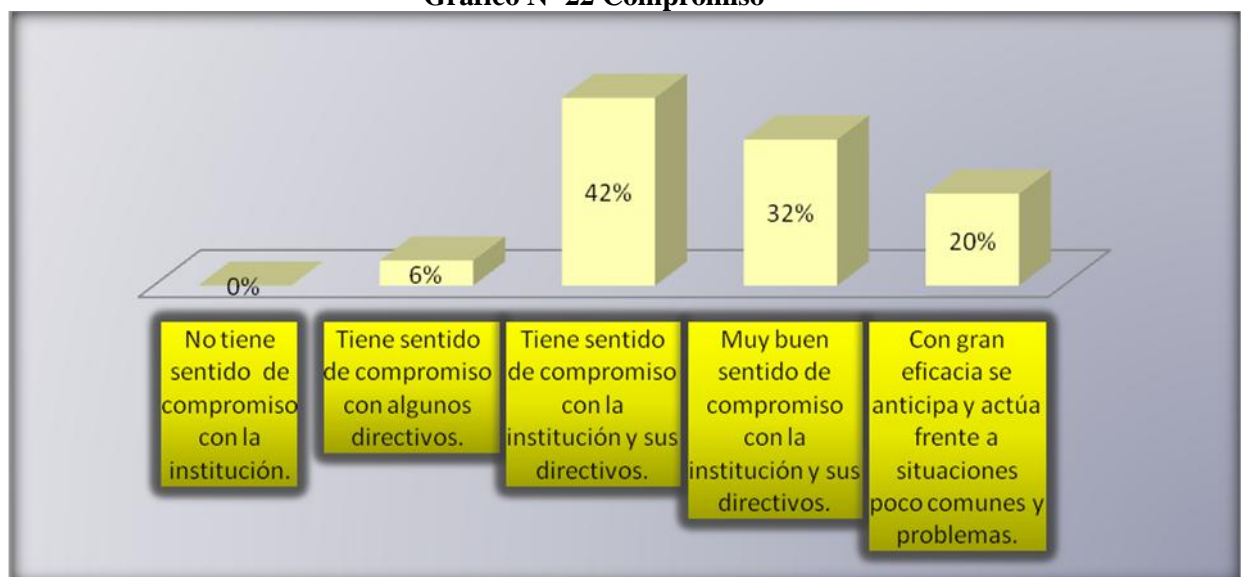 Gráfico Nº 22 Compromiso
42%
32%
20%
6%
0%
No tiene
sentido de
compromiso
con la
institución.
Tiene sentido
de compromiso
con algunos
directivos.
Tiene sentido
de compromiso
con la
institución y sus
directivos.
Muy buen
sentido de
compromiso
con la
institución y sus
directivos.
Con gran
eficacia se
anticipa y actúa
frente a
situaciones
poco comunes y
problemas.